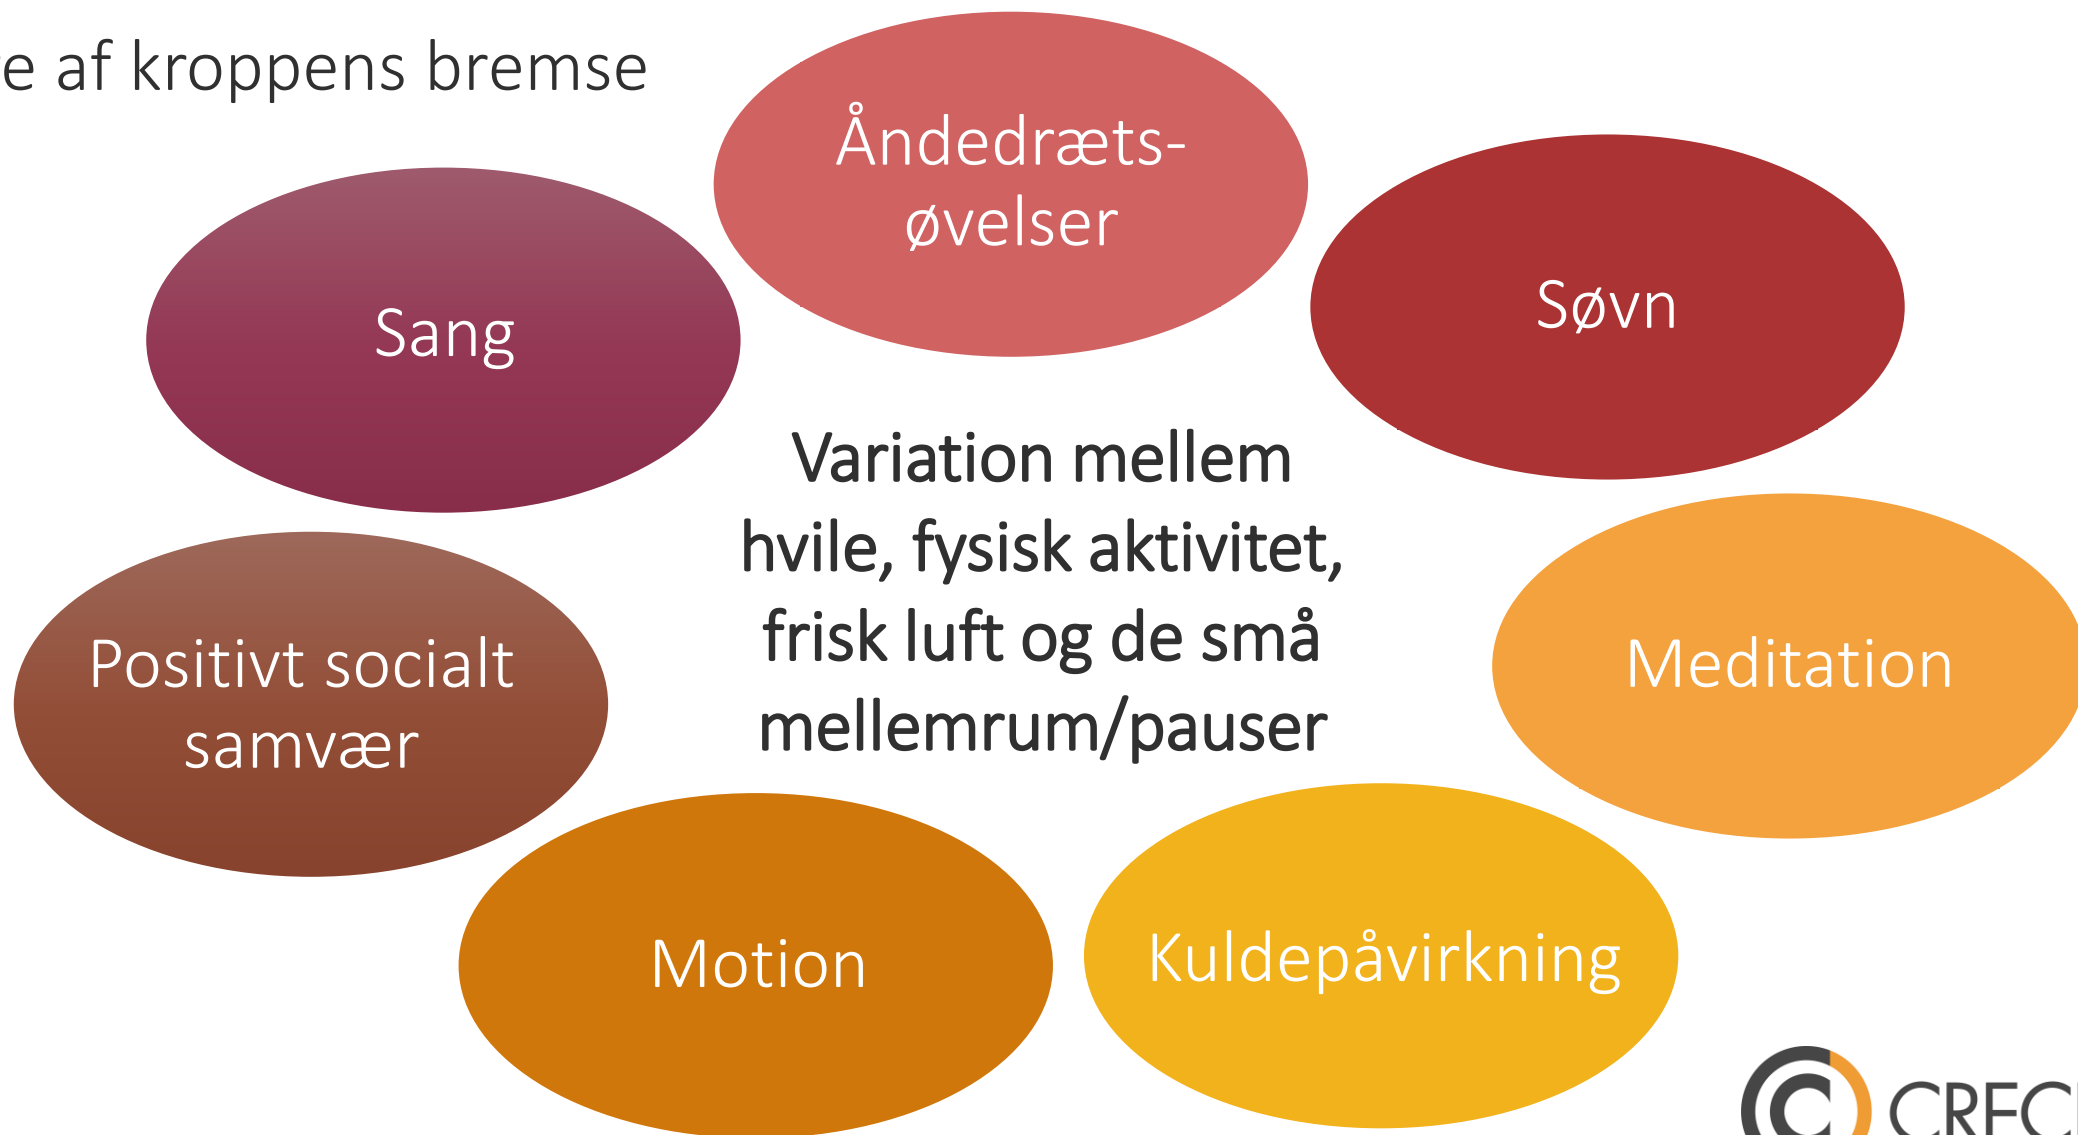 af kroppens bremse
Åndedræts-
øvelser
Søvn
Sang
Variation mellem
hvile, fysisk aktivitet,
frisk luft og de små
mellemrum/pauser
Meditation
Positivt socialt
samvær
Kuldepåvirkning
Motion